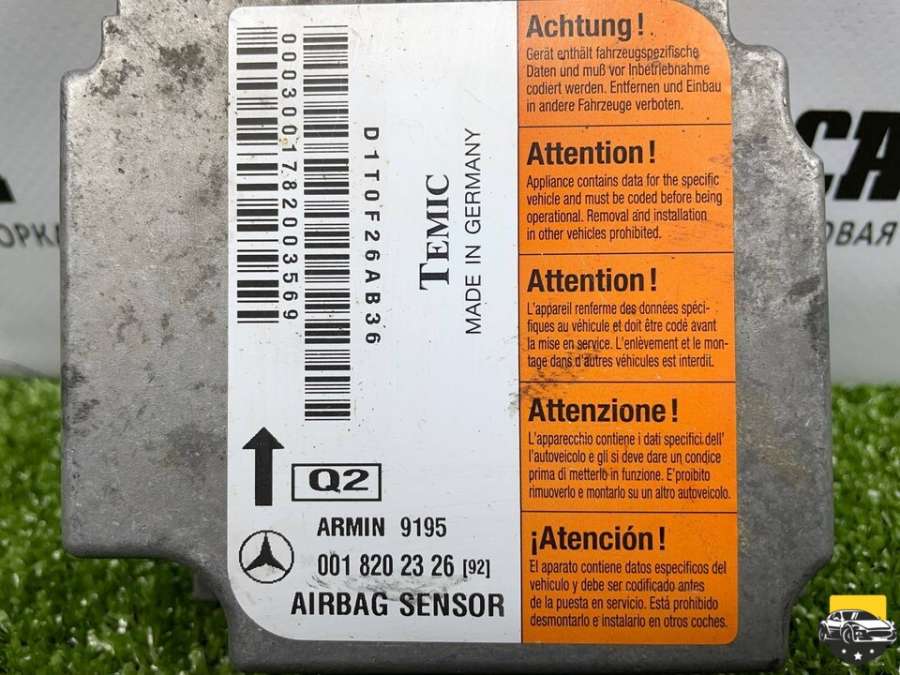 Achtung!
Gerät enthält fahrzeugspezifische
Daten und muß vor Inbetriebnahme
codiert werden. Entfernen und Einbau
in andere Fahrzeuge verboten.
Attention!
Appliance contains data for the specific
vehicle and must be coded before being
operational. Removal and installation
in other vehicles prohibited.
Attention!
L'appareil renferme des données spéci-
fiques au véhicule et doit être codé avant
la mise en service. L'enlèvement et le mon-
tage dans d'autres véhicules est interdit.
Attenzione!
L'apparecchio contiene i dati specifici dell'
autoveicolo e gli si deve dare un condice
prima di metterlo in funzione. E'proibito
rimuoverlo e montarlo su un altro autoveicolo.
¡Atención!
El aparato contiene datos especificos del
vehículo y debe ser codificado antes
de la puesta en servicio. Está prohibido
desmontarlo e instalarlo en otros coches.
00030017820003569
D1T0F26AB36
TEMIC
MADE IN GERMANY
Q2
ARMIN 9195
001 820 23 26 [92]
AIRBAG SENSOR
CA
ОРК
ОВАЯ